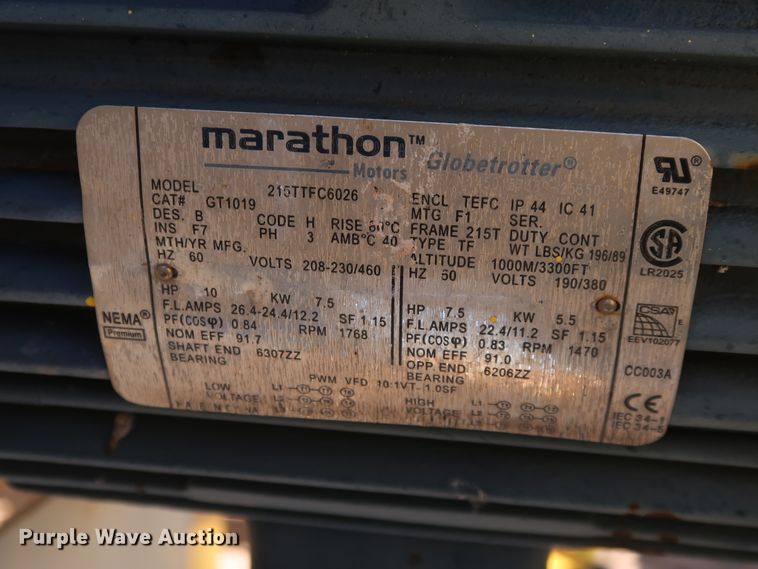 marathon™
Motors Globetrotter®
MODEL 215TTFC6026 ENCL TEFC IP 44 IC 41
CAT# GT1019 MTG F1 SER.
DES. B CODE H RISE 80°C FRAME 215T DUTY CONT
INS F7 PH 3 AMB°C 40 TYPE TF WT LBS/KG 196/89
MTH/YR MFG. ALTITUDE 1000M/3300FT
HZ 60 VOLTS 208-230/460 HZ 50 VOLTS 190/380
HP 10 KW 7.5 HP 7.5 KW 5.5
F.L.AMPS 26.4-24.4/12.2 SF 1.15 F.L.AMPS 22.4/11.2 SF 1.15
PF(COSφ) 0.84 RPM 1768 PF(COSφ) 0.83 RPM 1470
NOM EFF 91.7 NOM EFF 91.0
SHAFT END 6307ZZ OPP. END 6206ZZ
BEARING BEARING
PWM VFD 10:1VT. 1.0SF
LOW L1 HIGH L1
VOLTAGE VOLTAGE
NEMA®
Premium
E49747
LR2025
CSA
E
EEV102077
CC003A
CE
IEC 34-1
IEC 34-5
Purple Wave Auction